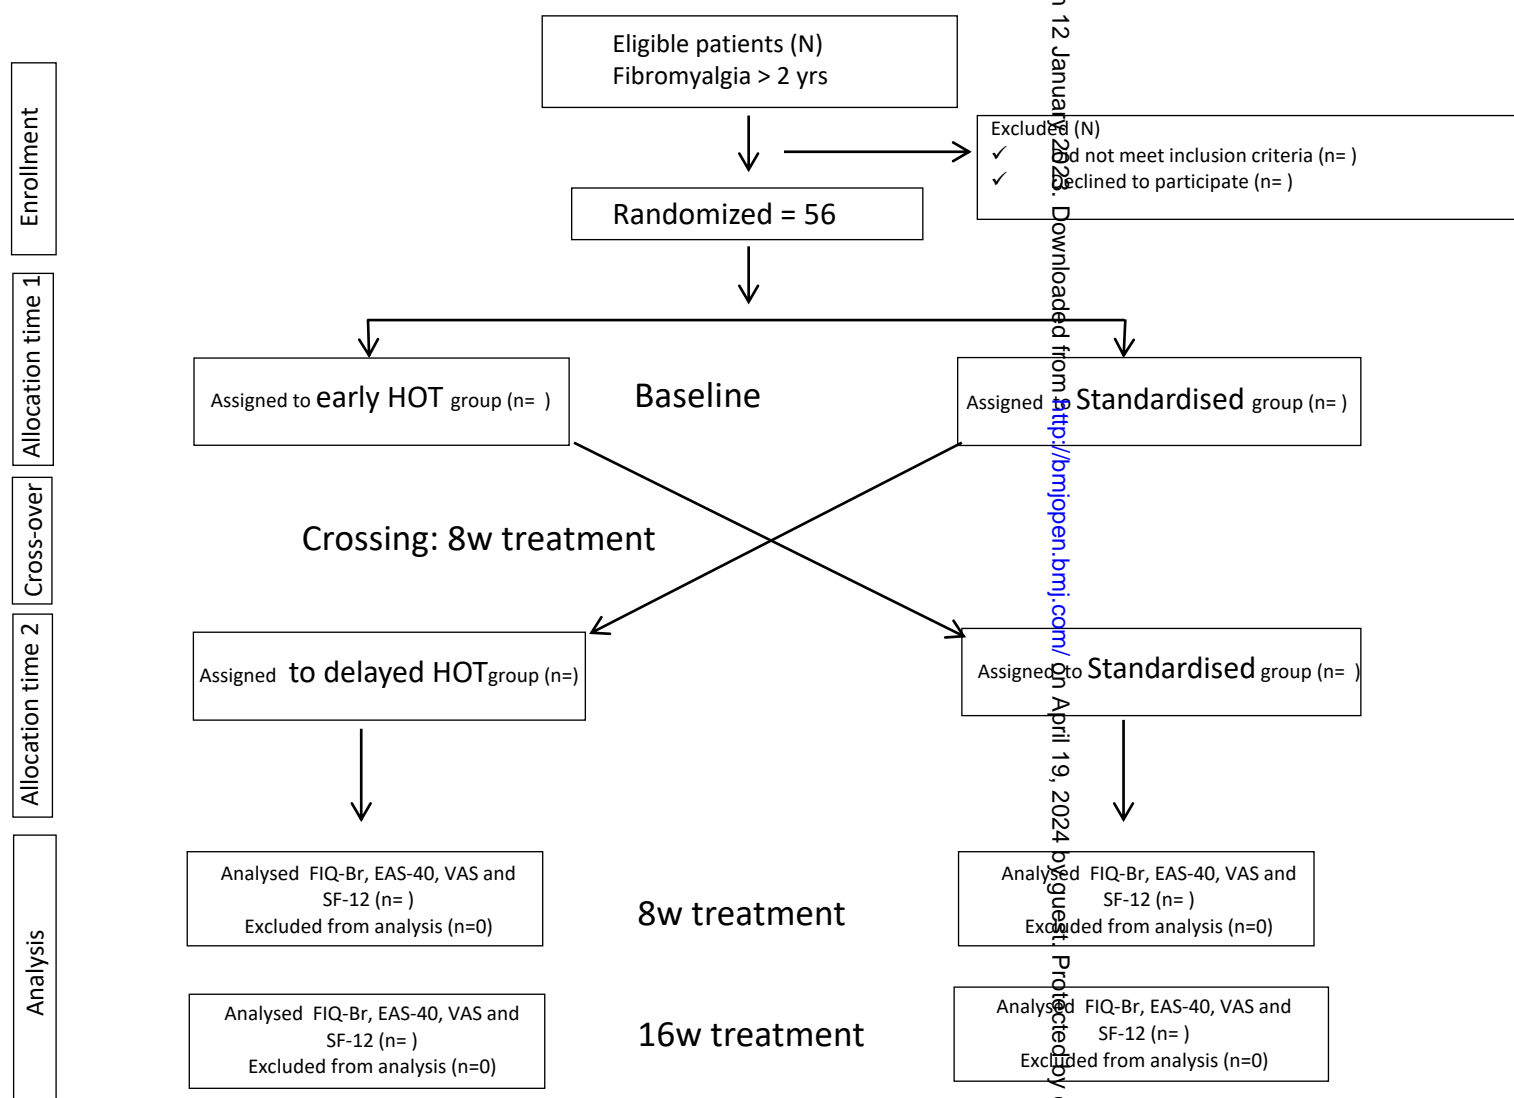 Eligible patients (N)
Fibromyalgia > 2 yrs
Enrollment
Excluded (N)
✓ Did not meet inclusion criteria (n= )
✓ Declined to participate (n= )
Randomized = 56
Allocation time 1
Assigned to early HOT group (n= )
Baseline
Assigned to Standardised group (n= )
Cross-over
Crossing: 8w treatment
Allocation time 2
Assigned to delayed HOTgroup (n=)
Assigned to Standardised group (n= )
Analysis
Analysed FIQ-Br, EAS-40, VAS and
SF-12 (n= )
Excluded from analysis (n=0)
8w treatment
Analysed FIQ-Br, EAS-40, VAS and
SF-12 (n= )
Excluded from analysis (n=0)
Analysed FIQ-Br, EAS-40, VAS and
SF-12 (n= )
Excluded from analysis (n=0)
16w treatment
Analysed FIQ-Br, EAS-40, VAS and
SF-12 (n= )
Excluded from analysis (n=0)
12 January 2023. Downloaded from http://bmjopen.bmj.com/ on April 19, 2024 by guest. Protected by